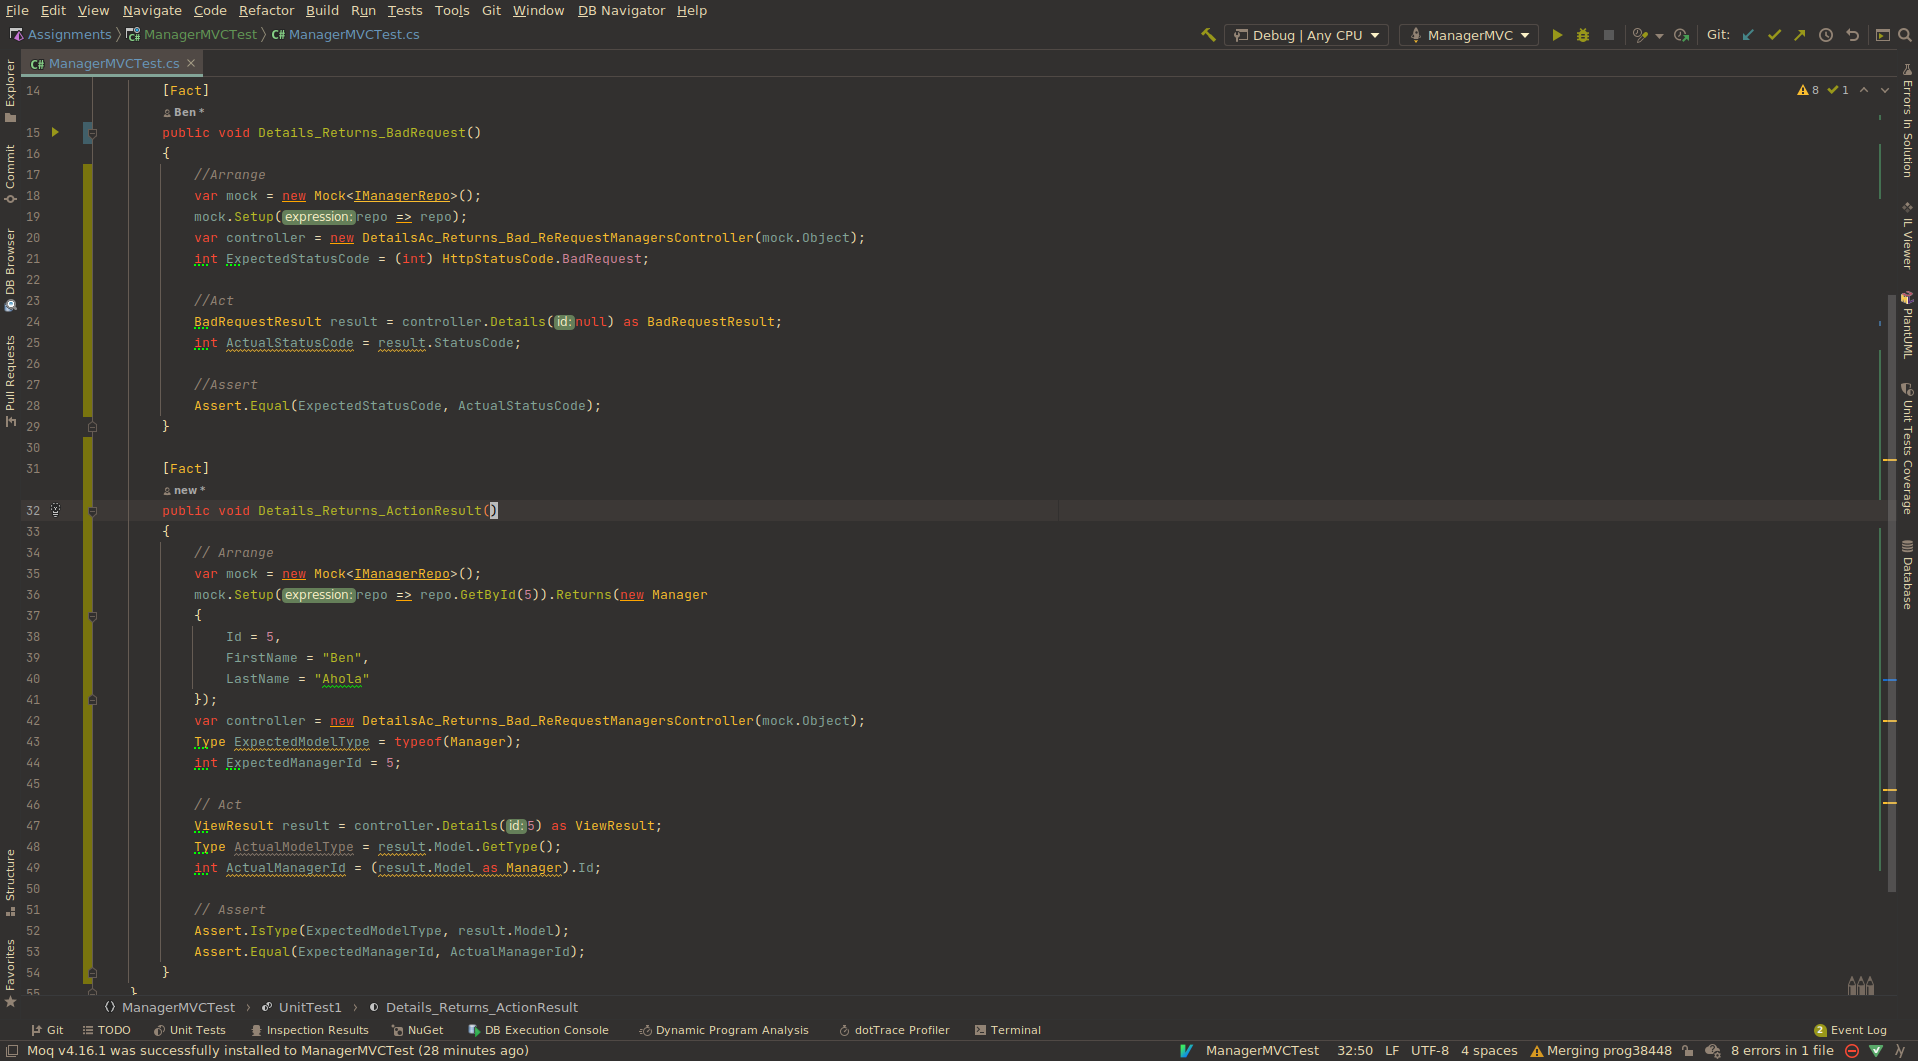 File Edit View Navigate Code Refactor Build Run Tests Tools Git Window DB Navigator Help
Assignments ManagerMVCTest C# ManagerMVCTest.cs Debug | Any CPU ManagerMVC Git:
C# ManagerMVCTest.cs
14 [Fact] 8 1
Ben *
15 public void Details_Returns_BadRequest()
16 {
17 //Arrange
18 var mock = new Mock<IManagerRepo>();
19 mock.Setup(expression: repo => repo);
20 var controller = new DetailsAc_Returns_Bad_ReRequestManagersController(mock.Object);
21 int ExpectedStatusCode = (int) HttpStatusCode.BadRequest;
22
23 //Act
24 BadRequestResult result = controller.Details(id: null) as BadRequestResult;
25 int ActualStatusCode = result.StatusCode;
26
27 //Assert
28 Assert.Equal(ExpectedStatusCode, ActualStatusCode);
29 }
30
31 [Fact]
new *
32 public void Details_Returns_ActionResult()
33 {
34 // Arrange
35 var mock = new Mock<IManagerRepo>();
36 mock.Setup(expression: repo => repo.GetById(5)).Returns(new Manager
37 {
38 Id = 5,
39 FirstName = "Ben",
40 LastName = "Ahola"
41 });
42 var controller = new DetailsAc_Returns_Bad_ReRequestManagersController(mock.Object);
43 Type ExpectedModelType = typeof(Manager);
44 int ExpectedManagerId = 5;
45
46 // Act
47 ViewResult result = controller.Details(id: 5) as ViewResult;
48 Type ActualModelType = result.Model.GetType();
49 int ActualManagerId = (result.Model as Manager).Id;
50
51 // Assert
52 Assert.IsType(ExpectedModelType, result.Model);
53 Assert.Equal(ExpectedManagerId, ActualManagerId);
54 }
55 }
Explorer
Commit
DB Browser
Pull Requests
Structure
Favorites
Errors In Solution
IL Viewer
PlantUML
Unit Tests Coverage
Database
ManagerMVCTest › UnitTest1 › Details_Returns_ActionResult
Git TODO Unit Tests Inspection Results NuGet DB Execution Console Dynamic Program Analysis dotTrace Profiler Terminal 2 Event Log
Moq v4.16.1 was successfully installed to ManagerMVCTest (28 minutes ago) ManagerMVCTest 32:50 LF UTF-8 4 spaces Merging prog38448 8 errors in 1 file